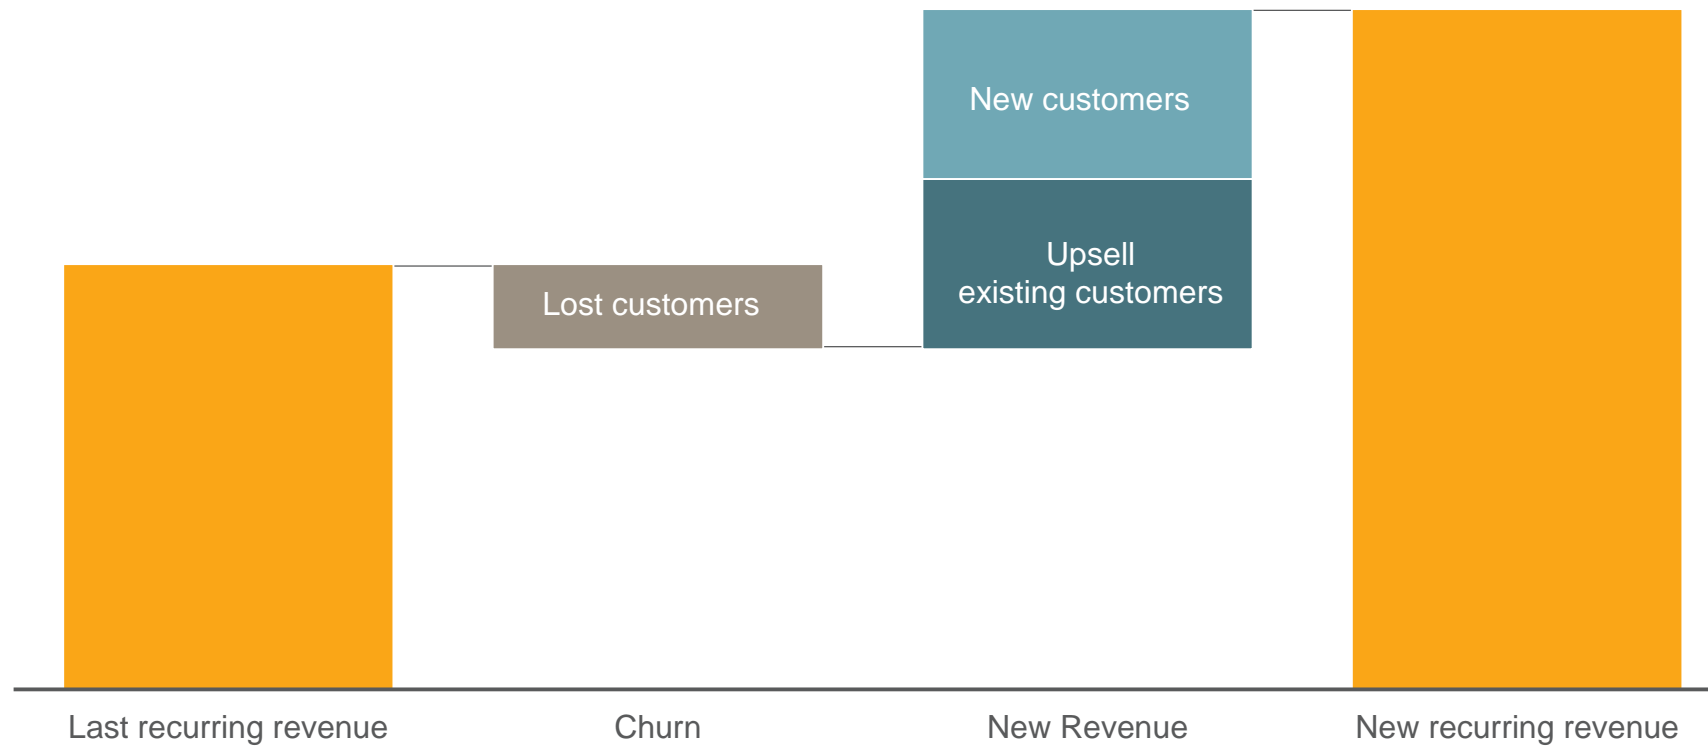 New customers
Upsell
existing customers
Lost customers
Last recurring revenue
Churn
New Revenue
New recurring revenue